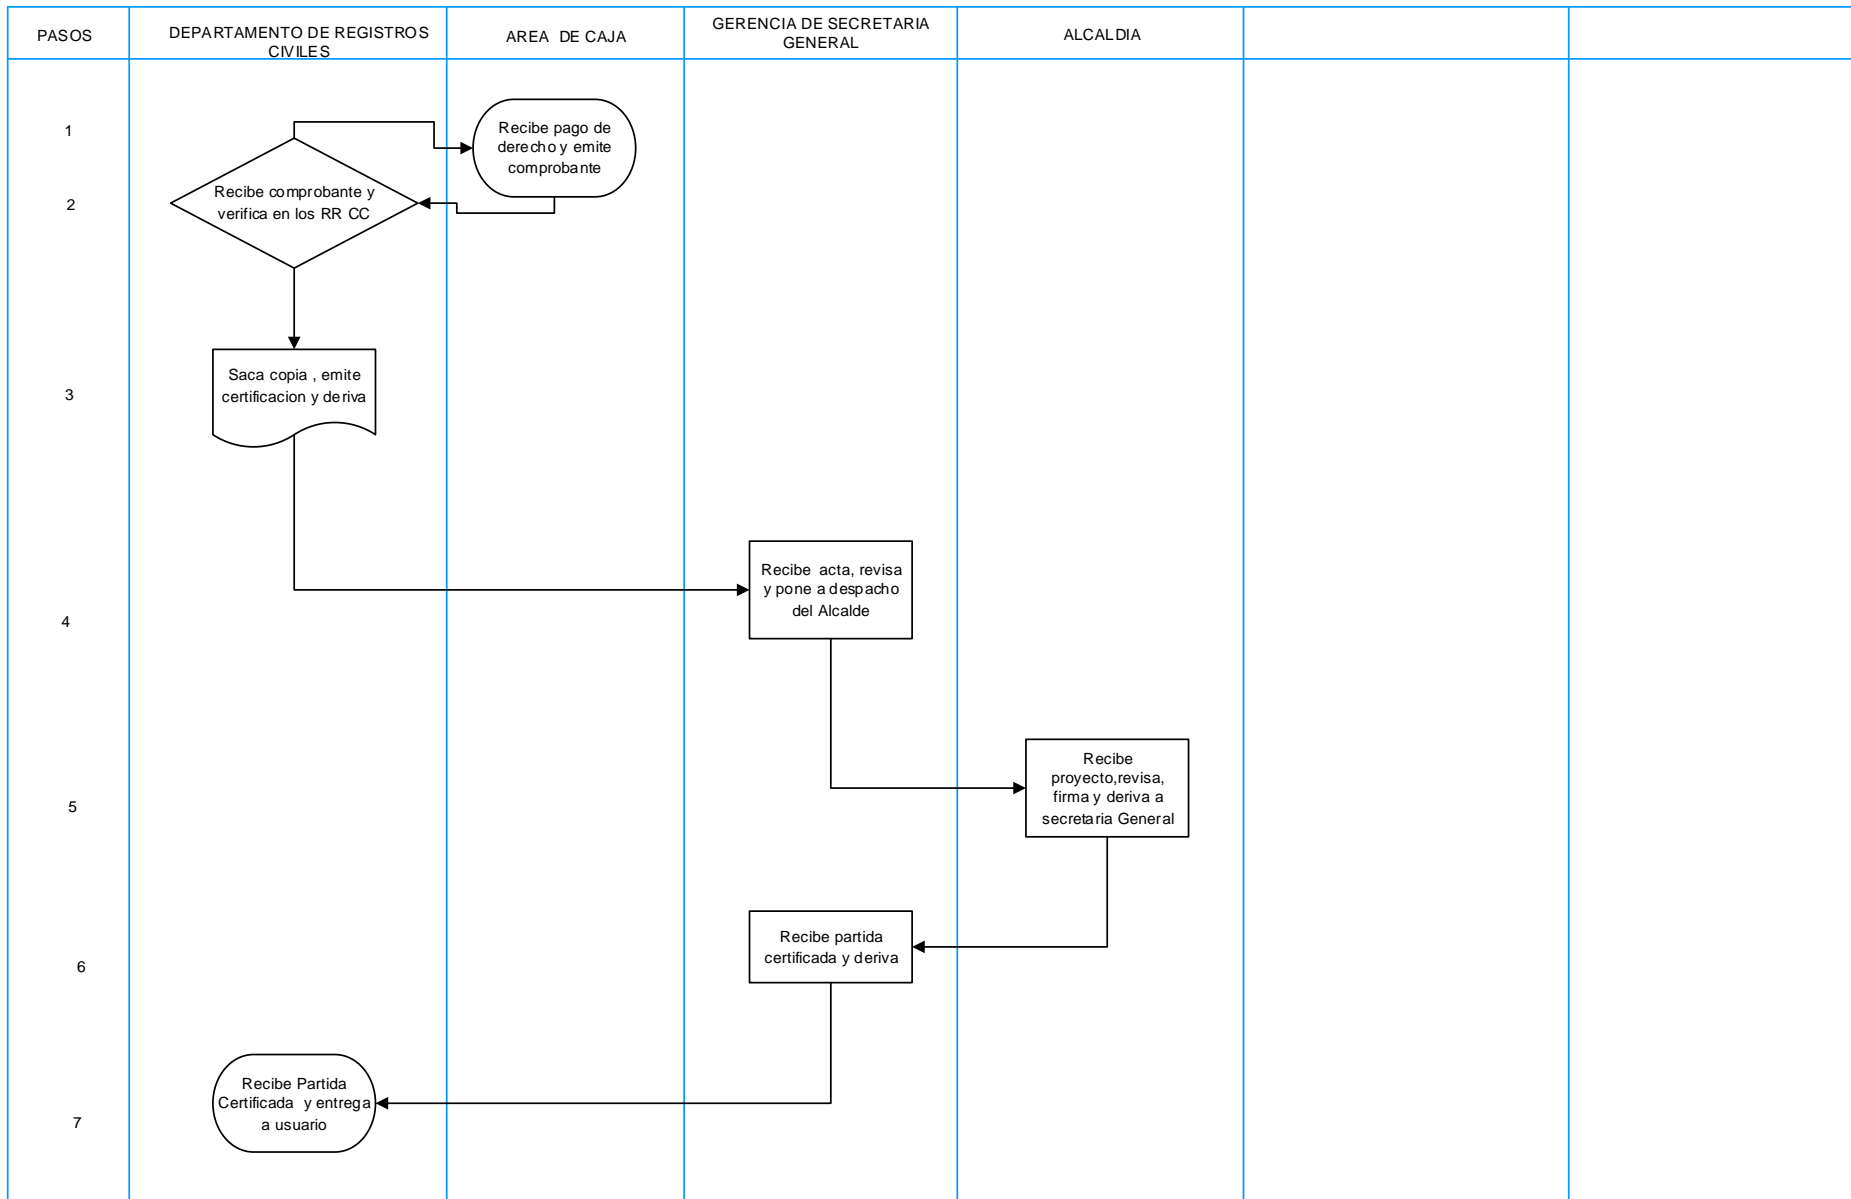 PASOS
DEPARTAMENTO DE REGISTROS
CIVILES
AREA DE CAJA
GERENCIA DE SECRETARIA
GENERAL
ALCALDIA
1
Recibe pago de
derecho y emite
comprobante
2
Recibe comprobante y
verifica en los RR CC
3
Saca copia , emite
certificacion y deriva
4
Recibe acta, revisa
y pone a despacho
del Alcalde
5
Recibe
proyecto,revisa,
firma y deriva a
secretaria General
6
Recibe partida
certificada y deriva
7
Recibe Partida
Certificada y entrega
a usuario